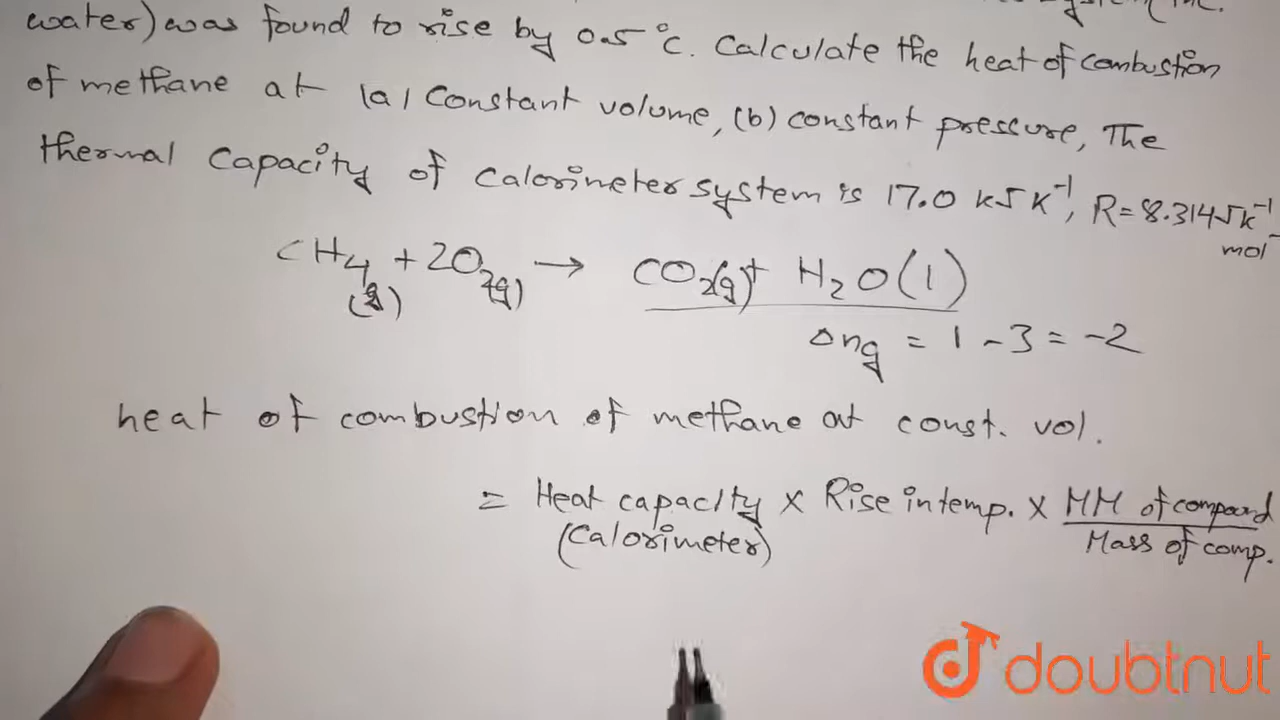 water) was found to rise by 0.5°C. Calculate the heat of combustion
of methane at (a) Constant volume, (b) constant pressure, The
thermal capacity of calorimeter system is 17.0 kJ K⁻¹, R = 8.314 J K⁻¹
mol⁻
CH4(g) + 2O2(g) → CO2(g) + H2O(l)
Δng = 1 - 3 = -2
heat of combustion of methane at const. vol.
= Heat capacity × Rise in temp. × MM of compound
(Calorimeter) Mass of comp.
doubtnut